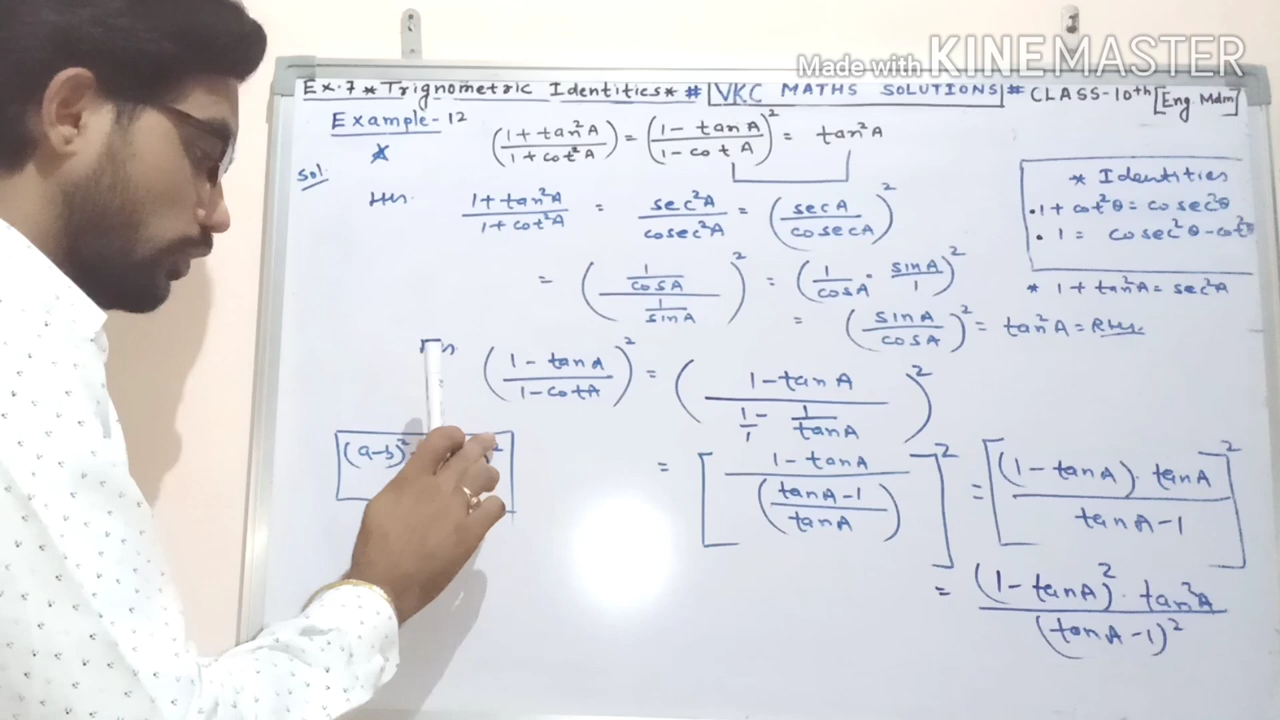 Made with KINEMASTER
Ex.7 * Trignometric Identities * # VKC MATHS SOLUTIONS # CLASS-10th [Eng. Mdm]
Example-12 (1 + tan²A / 1 + cot²A) = (1 - tanA / 1 - cot A)² = tan²A
Sol.
* Identities
• 1 + cot²θ = cosec²θ
• 1 = cosec²θ - cot²θ
* 1 + tan²A = sec²A
1 + tan²A / 1 + cot²A = sec²A / cosec²A = (secA / cosecA)²
= (1/cosA / 1/sinA)² = (1/cosA · sinA/1)²
= (sinA / cosA)² = tan²A = RHS
(1 - tanA / 1 - cotA)² = (1 - tanA / 1/1 - 1/tanA)²
(a-b)²
= [1 - tanA / (tanA - 1 / tanA)]² = [(1 - tanA) · tanA / tanA - 1]²
= (1 - tanA)² · tan²A / (tanA - 1)²